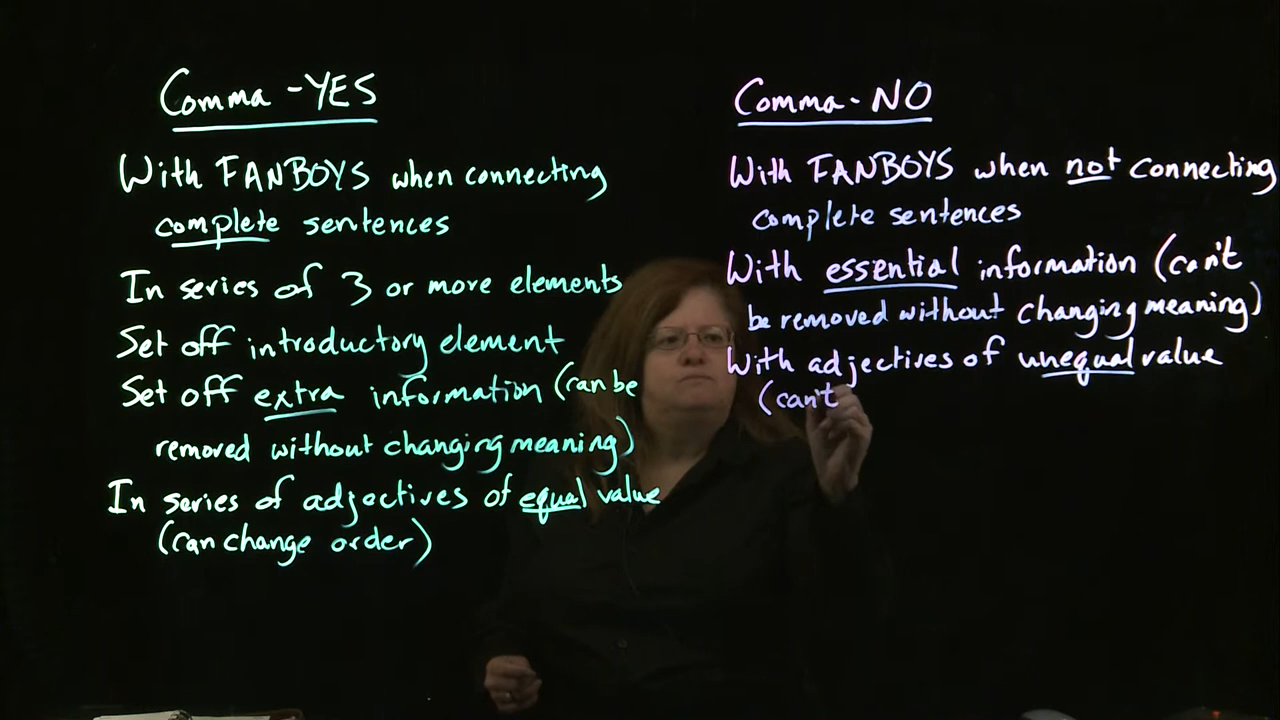 Comma - YES
With FANBOYS when connecting
complete sentences
In series of 3 or more elements
Set off introductory element
Set off extra information (can be
removed without changing meaning)
In series of adjectives of equal value
(can change order)
Comma - NO
With FANBOYS when not connecting
complete sentences
With essential information (can't
be removed without changing meaning)
With adjectives of unequal value
(can't